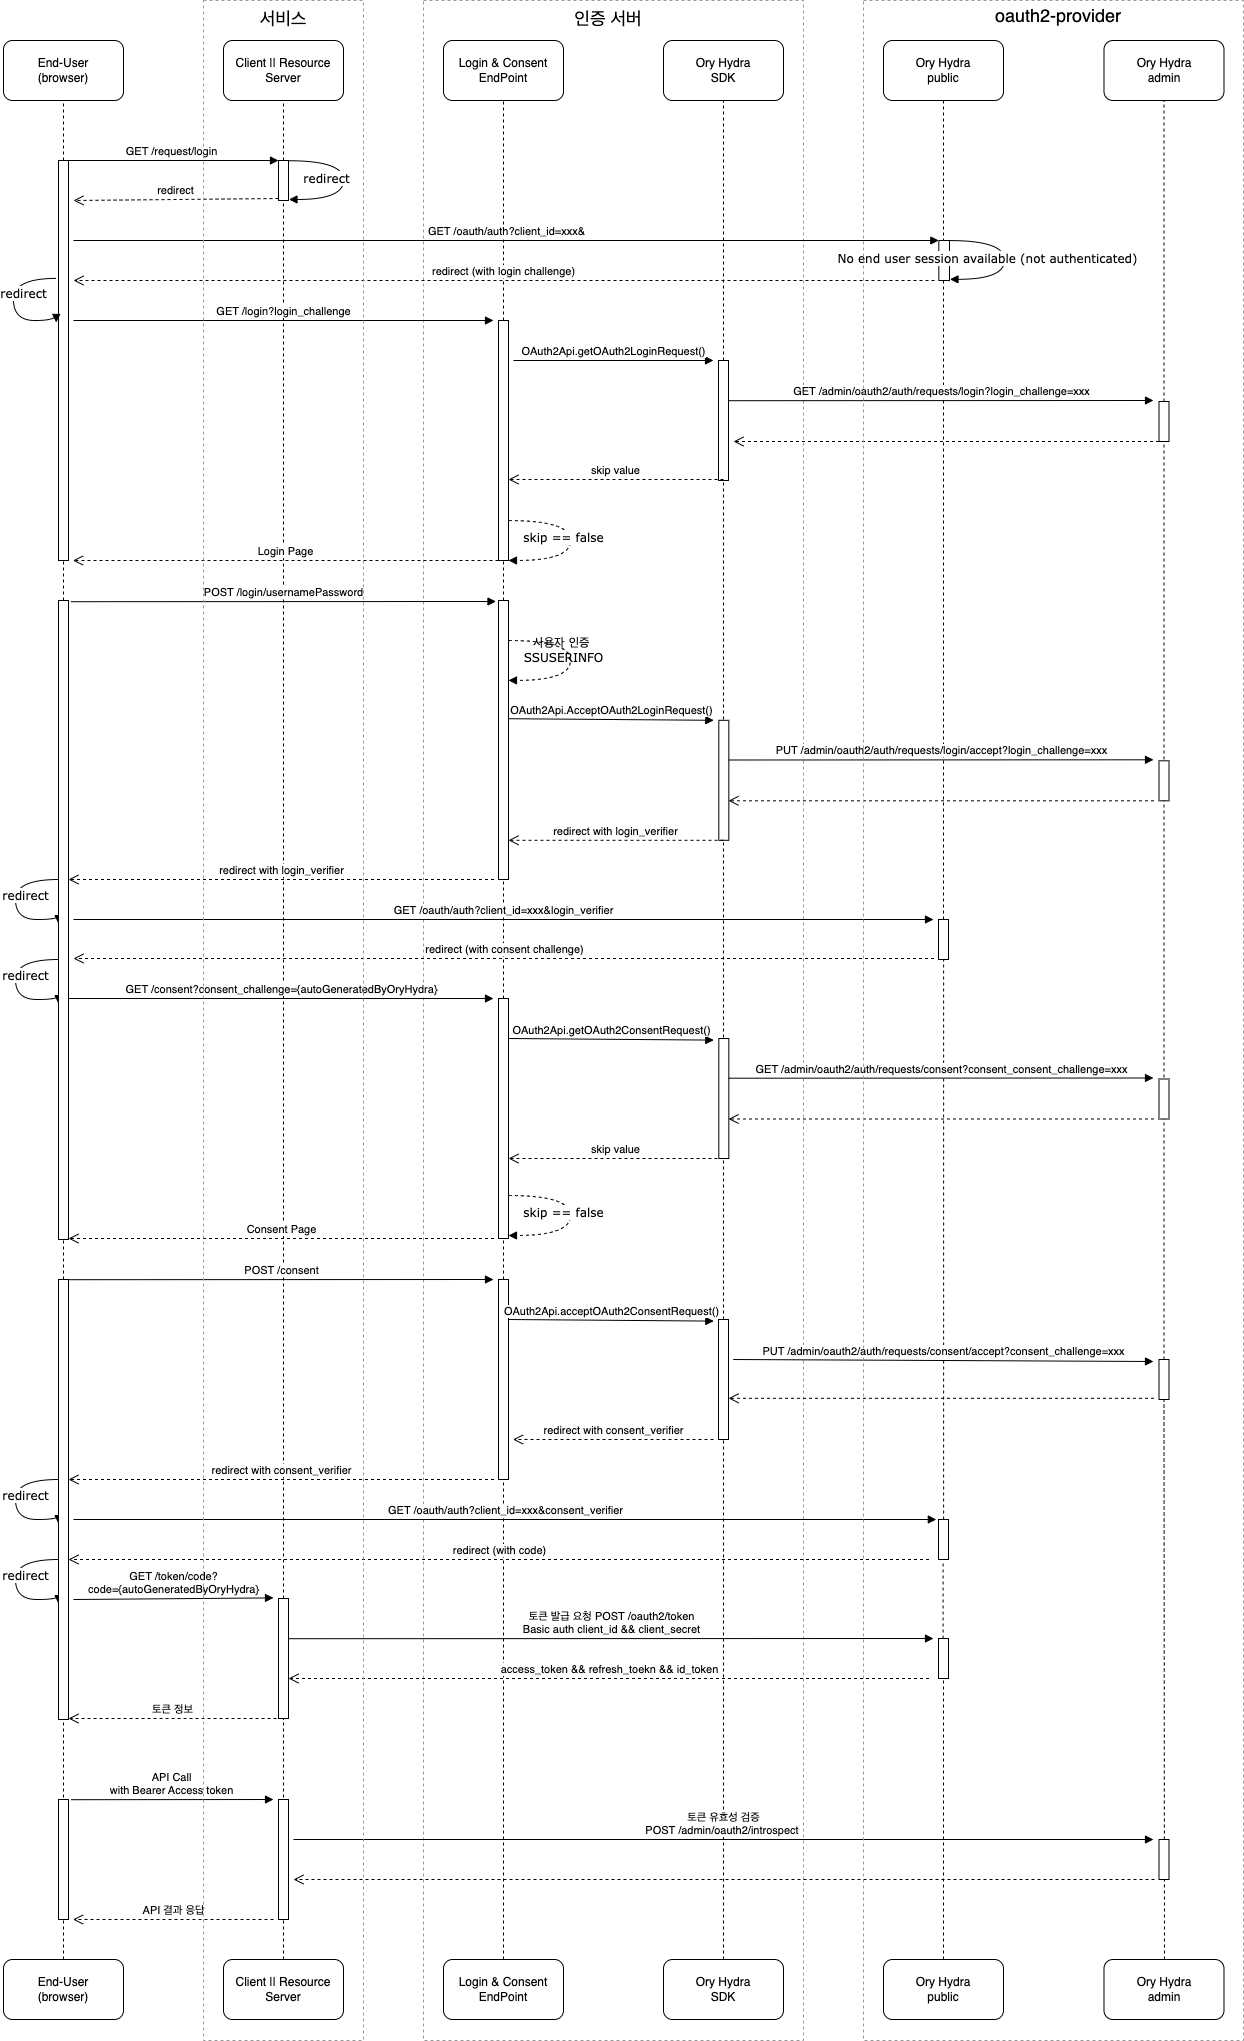 서비스
인증 서버
oauth2-provider
End-User
(browser)
Client || Resource
Server
Login & Consent
EndPoint
Ory Hydra
SDK
Ory Hydra
public
Ory Hydra
admin
GET /request/login
redirect
redirect
GET /oauth/auth?client_id=xxx&
No end user session available (not authenticated)
redirect (with login challenge)
redirect
GET /login?login_challenge
OAuth2Api.getOAuth2LoginRequest()
GET /admin/oauth2/auth/requests/login?login_challenge=xxx
skip value
skip == false
Login Page
POST /login/usernamePassword
사용자 인증
SSUSERINFO
OAuth2Api.AcceptOAuth2LoginRequest()
PUT /admin/oauth2/auth/requests/login/accept?login_challenge=xxx
redirect with login_verifier
redirect with login_verifier
redirect
GET /oauth/auth?client_id=xxx&login_verifier
redirect (with consent challenge)
redirect
GET /consent?consent_challenge={autoGeneratedByOryHydra}
OAuth2Api.getOAuth2ConsentRequest()
GET /admin/oauth2/auth/requests/consent?consent_consent_challenge=xxx
skip value
skip == false
Consent Page
POST /consent
OAuth2Api.acceptOAuth2ConsentRequest()
PUT /admin/oauth2/auth/requests/consent/accept?consent_challenge=xxx
redirect with consent_verifier
redirect with consent_verifier
redirect
GET /oauth/auth?client_id=xxx&consent_verifier
redirect (with code)
redirect
GET /token/code?
code={autoGeneratedByOryHydra}
토큰 발급 요청 POST /oauth2/token
Basic auth client_id && client_secret
access_token && refresh_toekn && id_token
토큰 정보
API Call
with Bearer Access token
토큰 유효성 검증
POST /admin/oauth2/introspect
API 결과 응답
End-User
(browser)
Client || Resource
Server
Login & Consent
EndPoint
Ory Hydra
SDK
Ory Hydra
public
Ory Hydra
admin